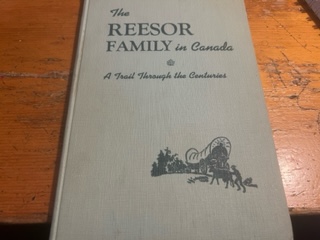 The
REESOR
FAMILY in Canada
A Trail Through the Centuries